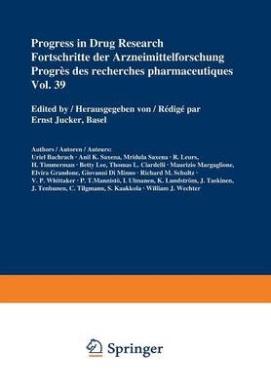 Progress in Drug Research
Fortschritte der Arzneimittelforschung
Progrès des recherches pharmaceutiques
Vol. 39
Edited by / Herausgegeben von / Rédigé par
Ernst Jucker, Basel
Authors / Autoren / Auteurs:
Uriel Bachrach · Anil K. Saxena, Mridula Saxena · R. Leurs,
H. Timmerman · Betty Lee, Thomas L. Ciardelli · Maurizio Margaglione,
Elvira Grandone, Giovanni Di Minno · Richard M. Schultz ·
V. P. Whittaker · P. T. Mannistö, I. Ulmanen, K. Lundström, J. Taskinen,
J. Tenhunen, C. Tilgmann, S. Kaakkola · William J. Wechter
Springer